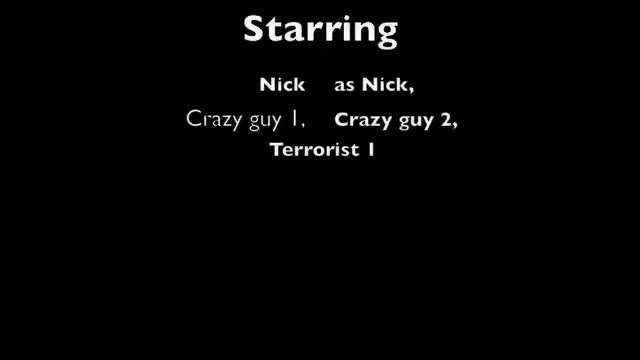 Starring
Nick as Nick,
Crazy guy 1, Crazy guy 2,
Terrorist 1